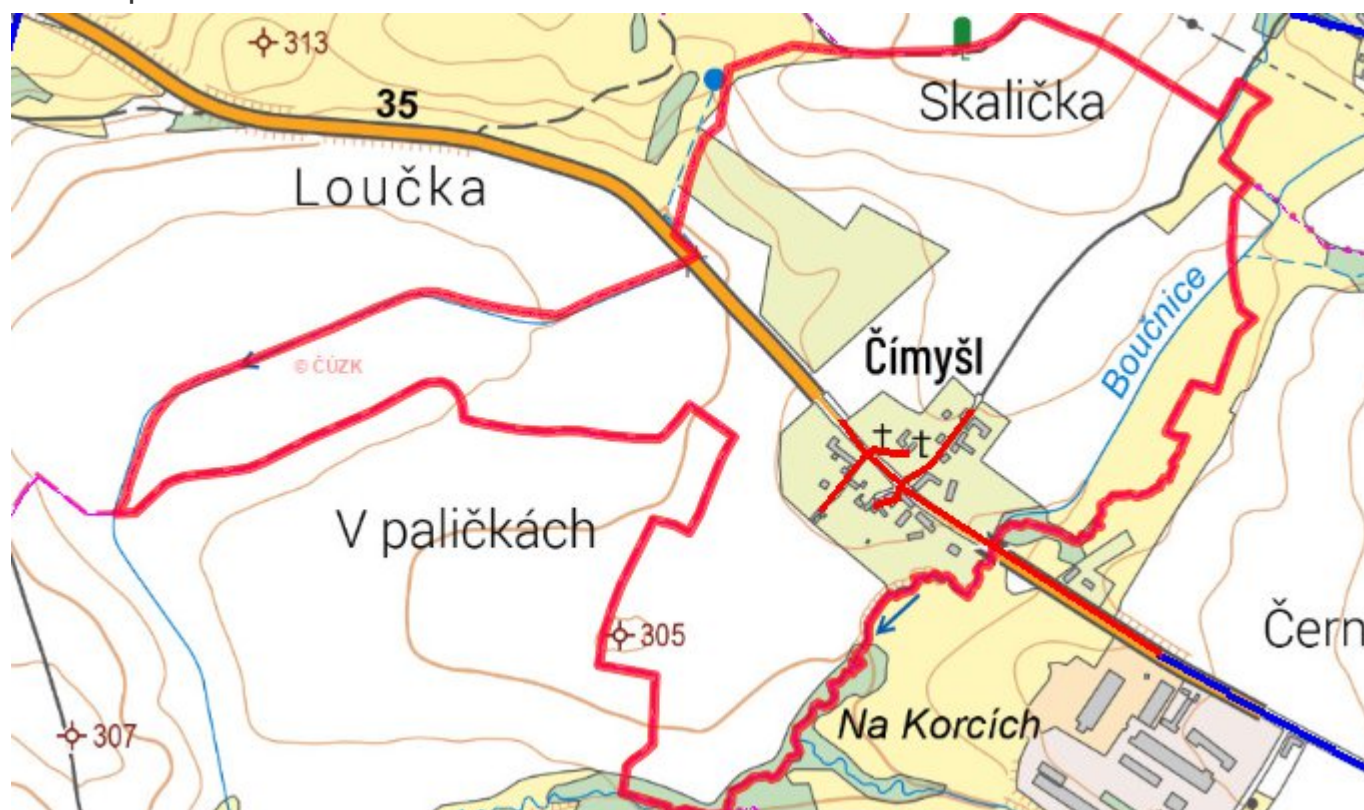 313
35
Skalička
Loučka
Boučnice
Čímyšl
© ČÚZK
V paličkách
305
Čern
Na Korcích
307